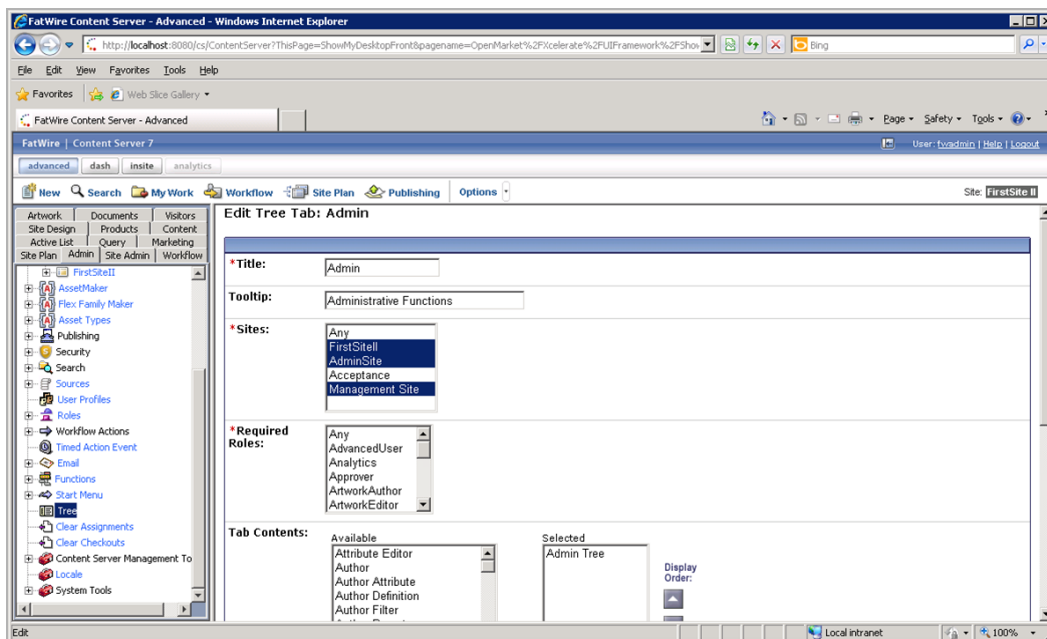 FatWire Content Server - Advanced - Windows Internet Explorer
http://localhost:8080/cs/ContentServer?ThisPage=ShowMyDesktopFront&pagename=OpenMarket%2FXcelerate%2FUIFramework%2FShow
Bing
File Edit View Favorites Tools Help
Favorites Web Slice Gallery
FatWire Content Server - Advanced
Page Safety Tools
FatWire | Content Server 7
User: fwadmin | Help | Logout
advanced dash insite analytics
New Search My Work Workflow Site Plan Publishing Options
Site: FirstSite II
Artwork Documents Visitors
Site Design Products Content
Active List Query Marketing
Site Plan Admin Site Admin Workflow
FirstSiteII
AssetMaker
Flex Family Maker
Asset Types
Publishing
Security
Search
Sources
User Profiles
Roles
Workflow Actions
Timed Action Event
Email
Functions
Start Menu
Tree
Clear Assignments
Clear Checkouts
Content Server Management To
Locale
System Tools
Edit Tree Tab: Admin
*Title:
Admin
Tooltip:
Administrative Functions
*Sites:
Any
FirstSiteII
AdminSite
Acceptance
Management Site
*Required
Roles:
Any
AdvancedUser
Analytics
Approver
ArtworkAuthor
ArtworkEditor
Tab Contents:
Available
Attribute Editor
Author
Author Attribute
Author Definition
Author Filter
Selected
Admin Tree
Display
Order:
Edit
Local intranet
100%